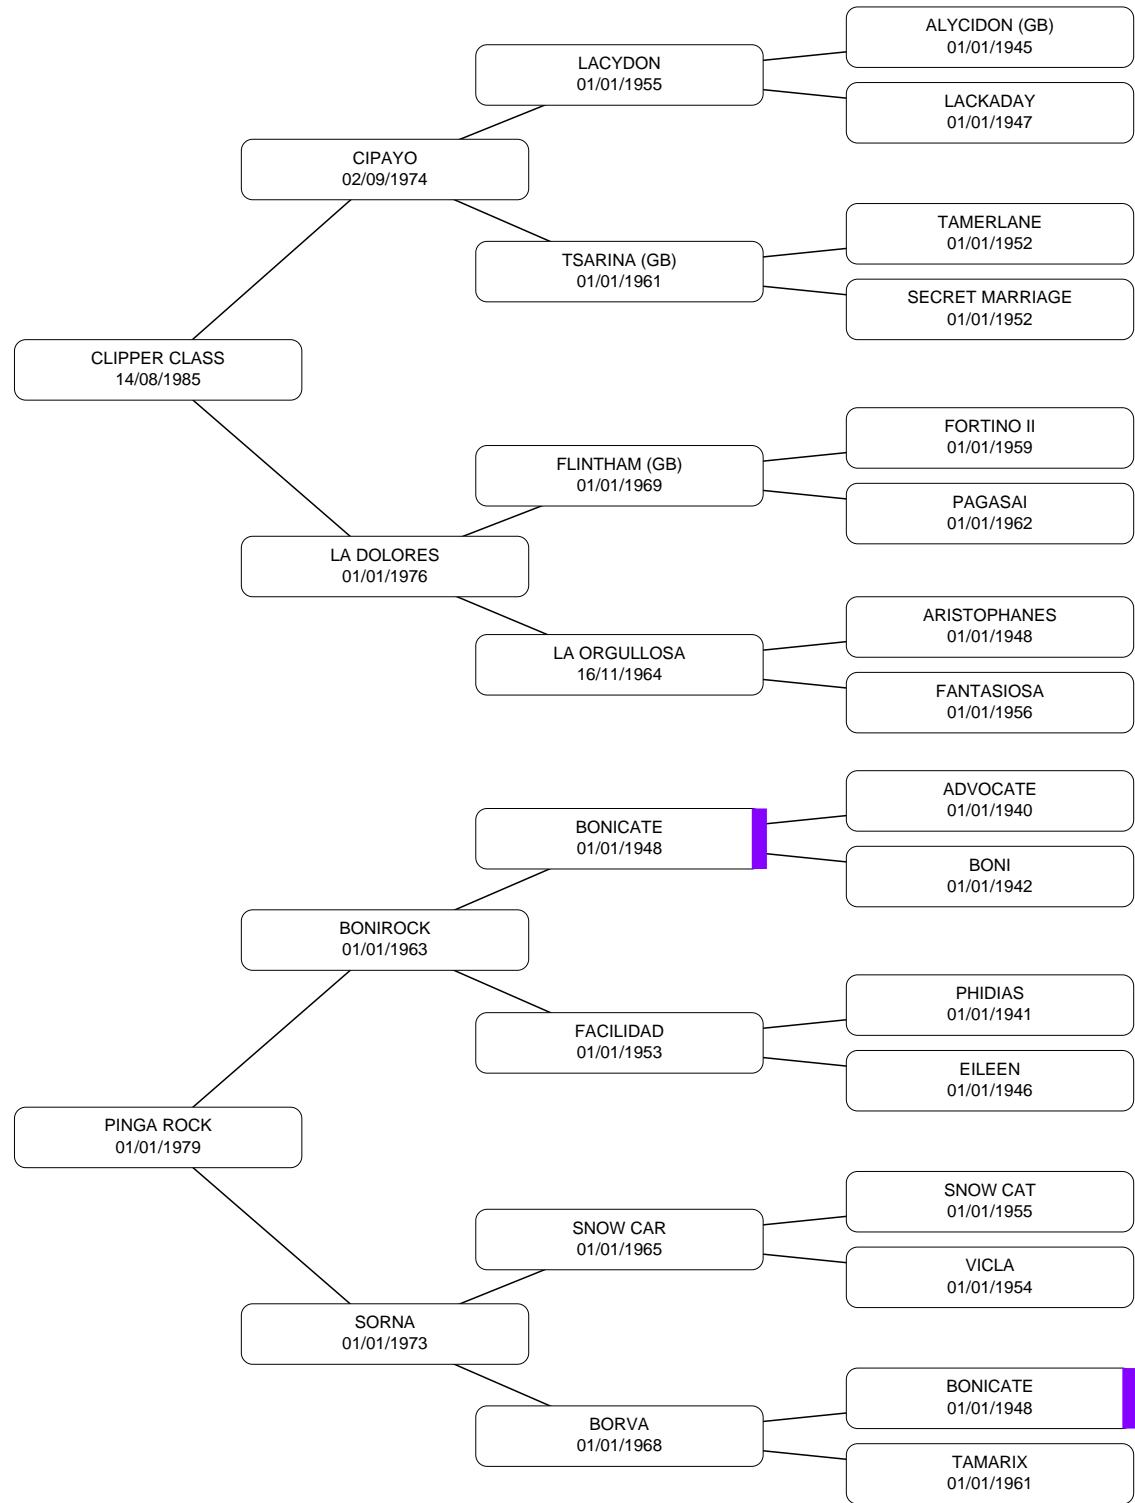 ALYCIDON (GB)
01/01/1945
LACYDON
01/01/1955
LACKADAY
01/01/1947
CIPAYO
02/09/1974
TAMERLANE
01/01/1952
TSARINA (GB)
01/01/1961
SECRET MARRIAGE
01/01/1952
CLIPPER CLASS
14/08/1985
FORTINO II
01/01/1959
FLINTHAM (GB)
01/01/1969
PAGASAI
01/01/1962
LA DOLORES
01/01/1976
ARISTOPHANES
01/01/1948
LA ORGULLOSA
16/11/1964
FANTASIOSA
01/01/1956
ADVOCATE
01/01/1940
BONICATE
01/01/1948
BONI
01/01/1942
BONIROCK
01/01/1963
PHIDIAS
01/01/1941
FACILIDAD
01/01/1953
EILEEN
01/01/1946
PINGA ROCK
01/01/1979
SNOW CAT
01/01/1955
SNOW CAR
01/01/1965
VICLA
01/01/1954
SORNA
01/01/1973
BONICATE
01/01/1948
BORVA
01/01/1968
TAMARIX
01/01/1961